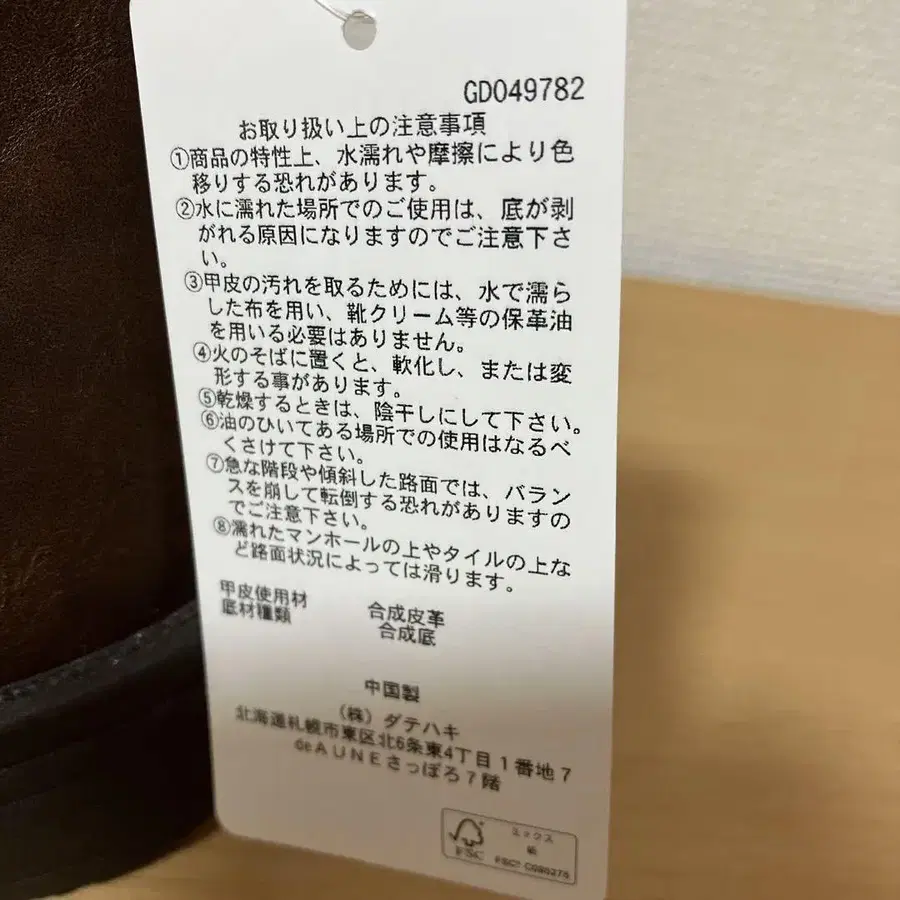 GD049782
お取り扱い上の注意事項
①商品の特性上、水濡れや摩擦により色
移りする恐れがあります。
②水に濡れた場所でのご使用は、底が剥
がれる原因になりますのでご注意下さ
い。
③甲皮の汚れを取るためには、水で濡ら
した布を用い、靴クリーム等の保革油
を用いる必要はありません。
④火のそばに置くと、軟化し、または変
形する事があります。
⑤乾燥するときは、陰干しにして下さい。
⑥油のひいてある場所での使用はなるべ
くさけて下さい。
⑦急な階段や傾斜した路面では、バラン
スを崩して転倒する恐れがありますの
でご注意下さい。
⑧濡れたマンホールの上やタイルの上な
ど路面状況によっては滑ります。
甲皮使用材 合成皮革
底材種類 合成底
中国製
（株）ダテハキ
北海道札幌市東区北6条東4丁目1番地7
deAUNEさっぽろ7階
ミックス
紙
FSC
FSC® C090275